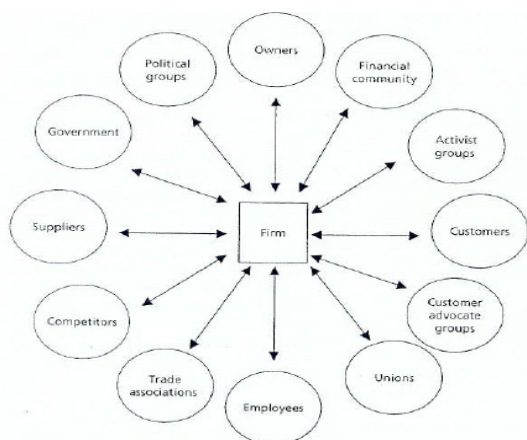 Owners
Political
groups
Financial
community
Government
Activist
groups
Suppliers
Firm
Customers
Competitors
Customer
advocate
groups
Trade
associations
Employees
Unions